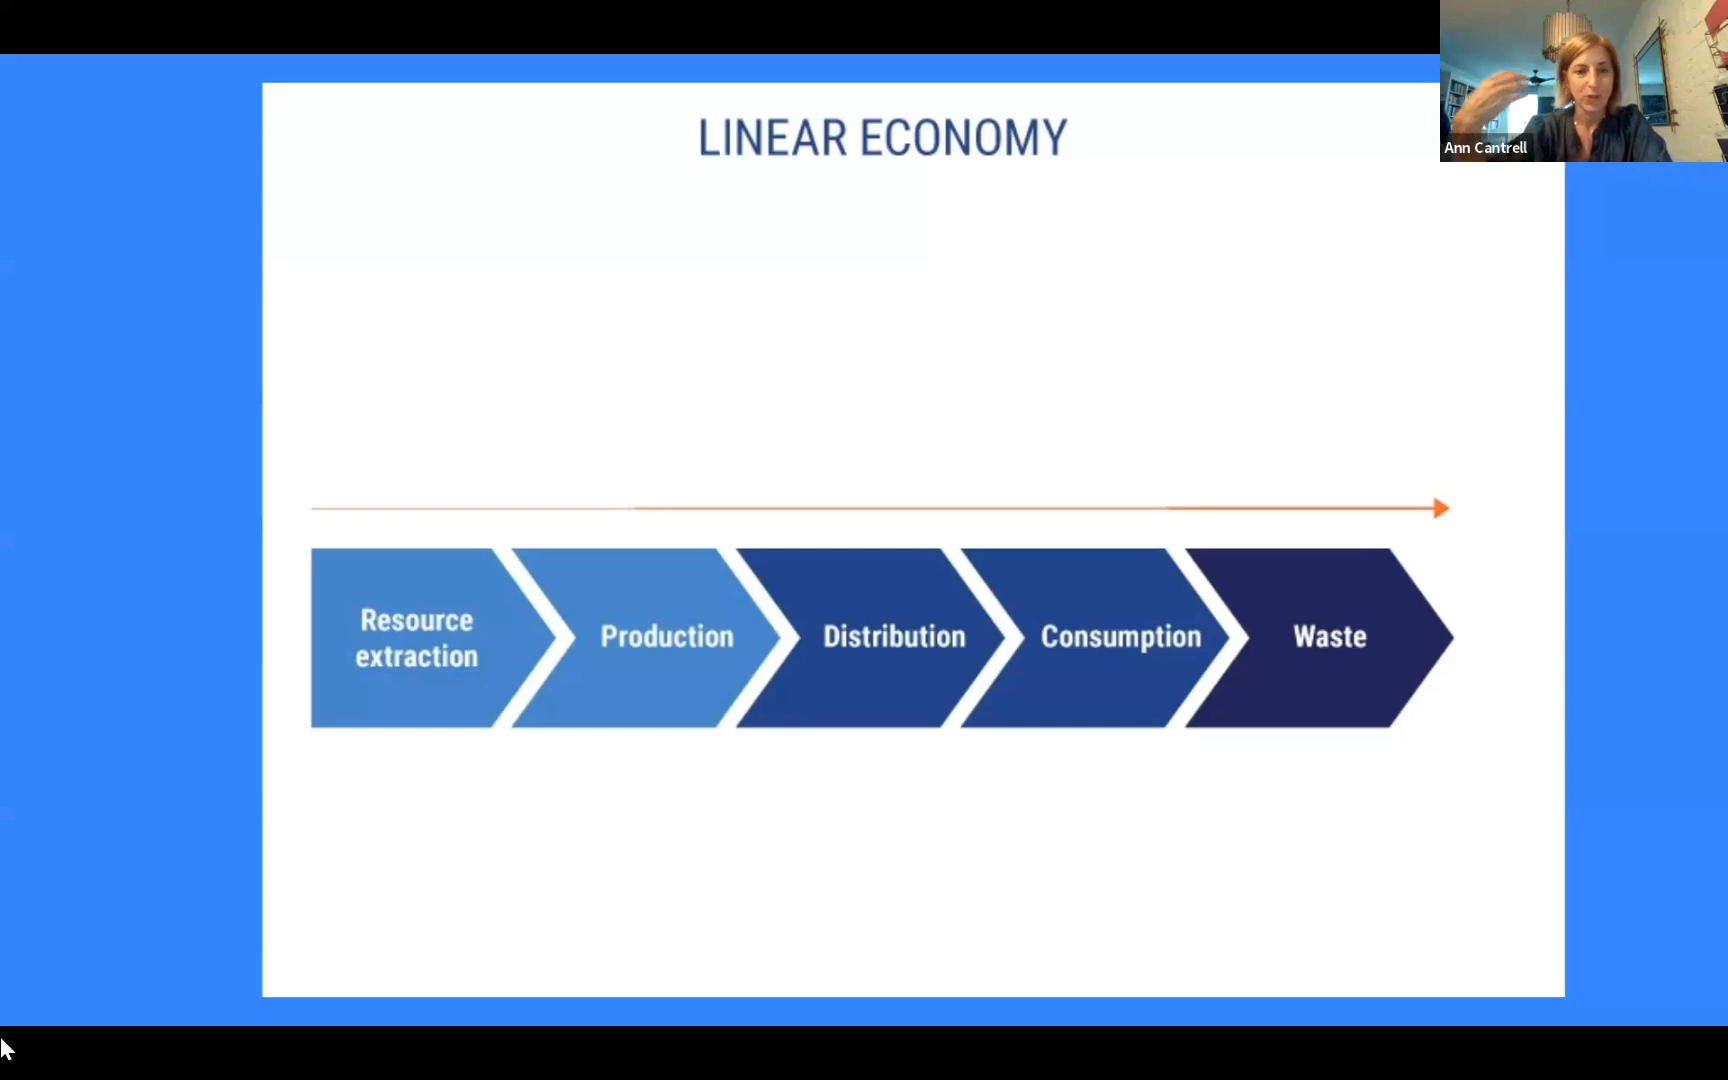 LINEAR ECONOMY
Ann Cantrell
Resource
extraction
Production
Distribution
Consumption
Waste